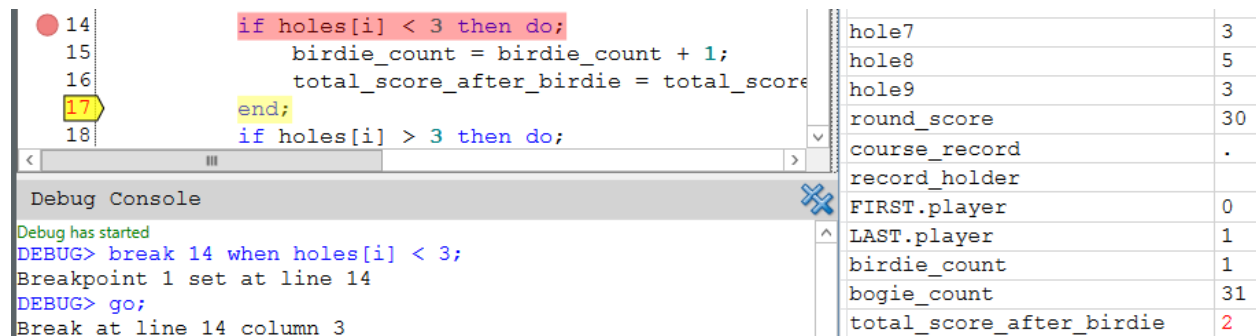 14 if holes[i] < 3 then do;
15 birdie_count = birdie_count + 1;
16 total_score_after_birdie = total_score
17 end;
18 if holes[i] > 3 then do;
Debug Console
Debug has started
DEBUG> break 14 when holes[i] < 3;
Breakpoint 1 set at line 14
DEBUG> go;
Break at line 14 column 3
hole7 3
hole8 5
hole9 3
round_score 30
course_record .
record_holder
FIRST.player 0
LAST.player 1
birdie_count 1
bogie_count 31
total_score_after_birdie 2